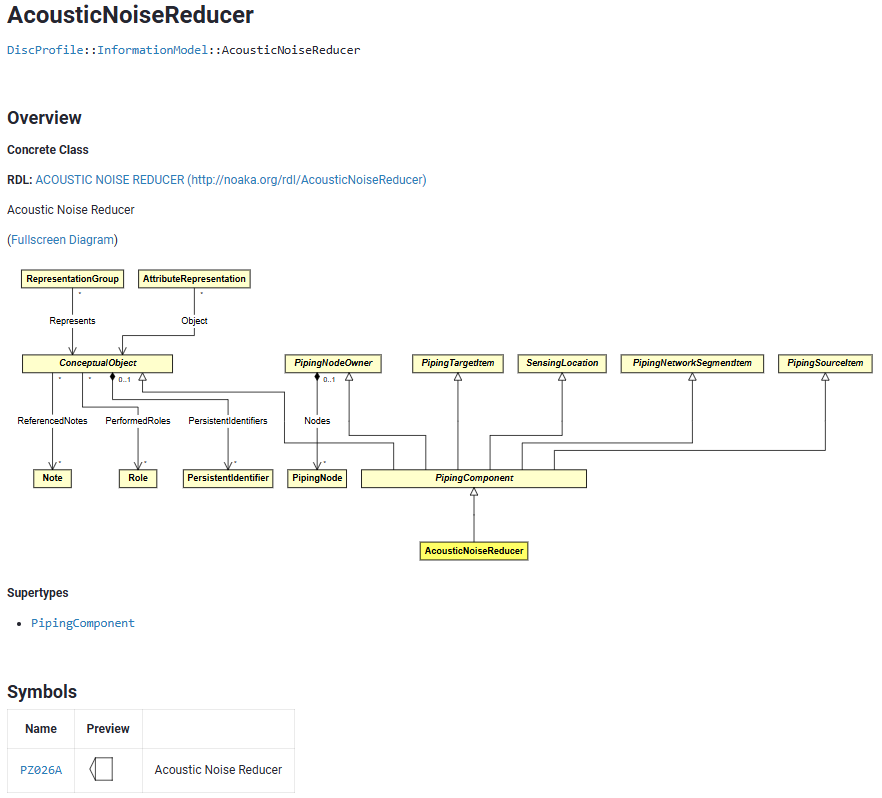 AcousticNoiseReducer
DiscProfile::InformationModel::AcousticNoiseReducer
Overview
Concrete Class
RDL: ACOUSTIC NOISE REDUCER (http://noaka.org/rdl/AcousticNoiseReducer)
Acoustic Noise Reducer
(Fullscreen Diagram)
RepresentationGroup AttributeRepresentation
* *
Represents Object
ConceptualObject PipingNodeOwner PipingTargetItem SensingLocation PipingNetworkSegmentItem PipingSourceItem
* * 0..1 0..1
ReferencedNotes PerformedRoles PersistentIdentifiers Nodes
* * * *
Note Role PersistentIdentifier PipingNode PipingComponent
AcousticNoiseReducer
Supertypes
• PipingComponent
Symbols
Name Preview
PZ026A Acoustic Noise Reducer